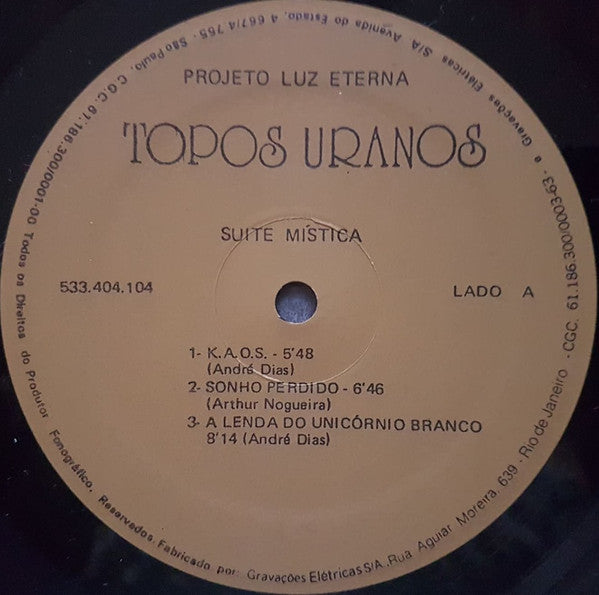 PROJETO LUZ ETERNA
TOPOS URANOS
SUITE MÍSTICA
533.404.104
LADO A
1- K.A.O.S. - 5'48
(André Dias)
2- SONHO PERDIDO - 6'46
(Arthur Nogueira)
3- A LENDA DO UNICÓRNIO BRANCO
8'14 (André Dias)
Todos os Direitos do Produtor Fonográfico. Reservados. Fabricado por: Gravações Elétricas S/A. Rua Aguiar Moreira, 639 - Rio de Janeiro - CGC. 61.186.300/0003-63 - e Gravações Elétricas S/A Avenida do Estado, 4 667/4.765 - São Paulo. C.G.C. 61.186.300/0001-00